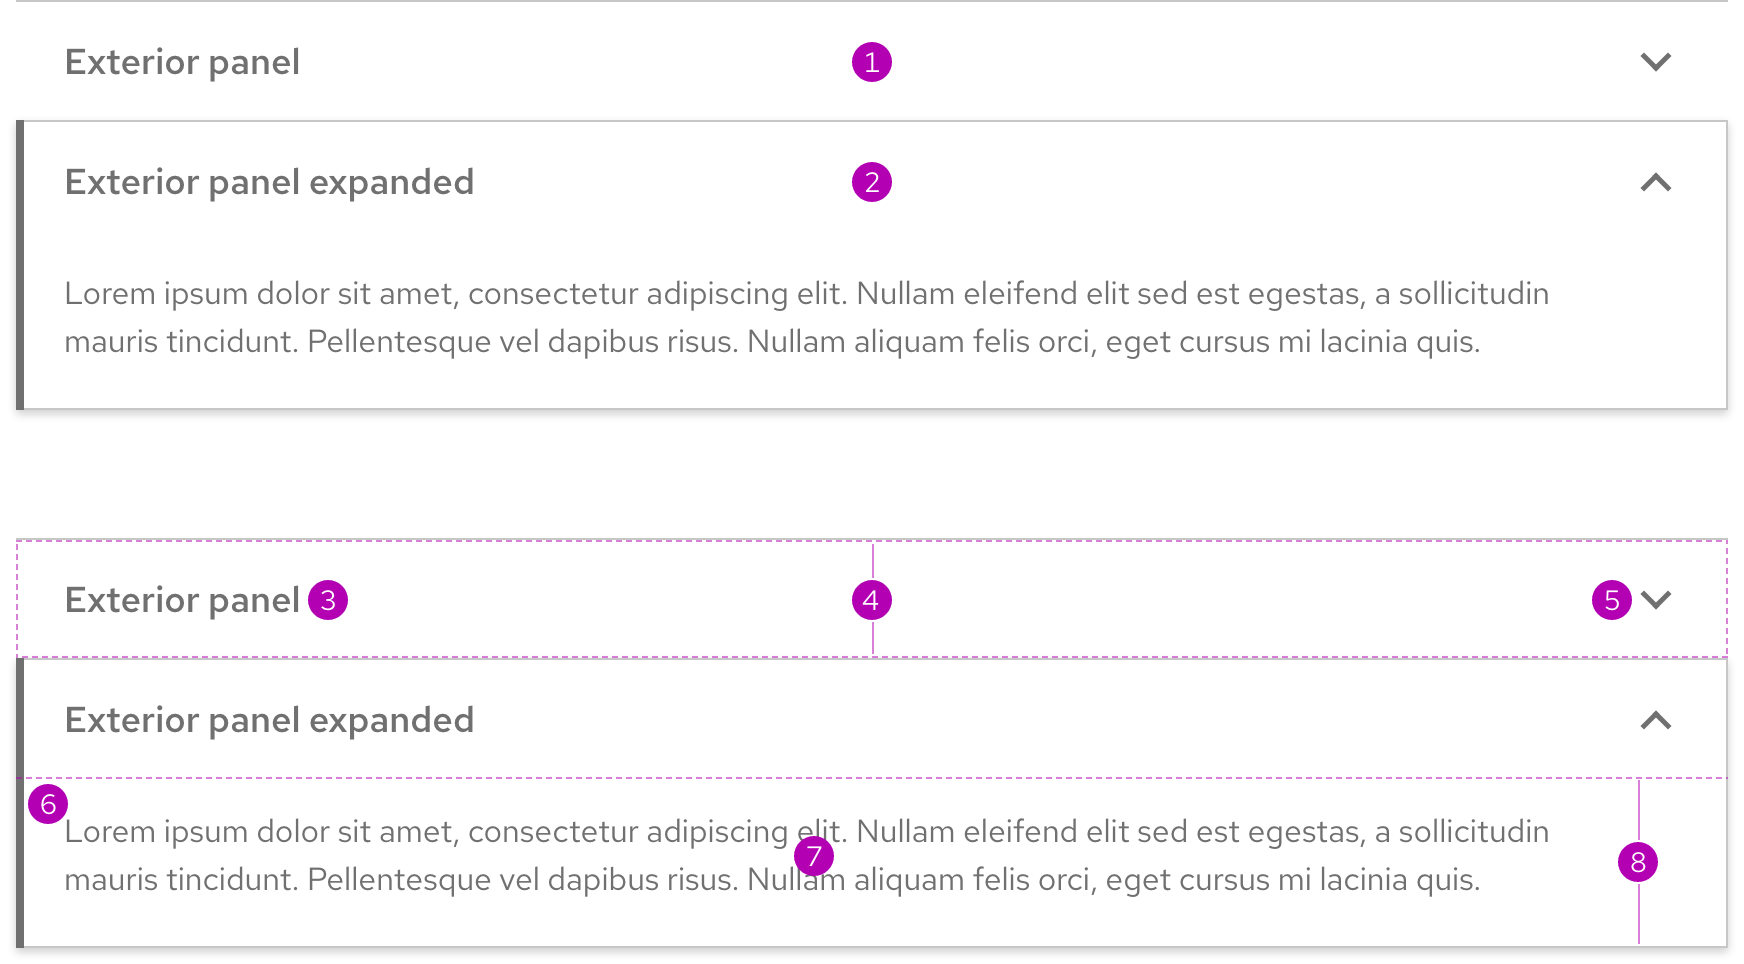 Exterior panel 1
Exterior panel expanded 2
Lorem ipsum dolor sit amet, consectetur adipiscing elit. Nullam eleifend elit sed est egestas, a sollicitudin
mauris tincidunt. Pellentesque vel dapibus risus. Nullam aliquam felis orci, eget cursus mi lacinia quis.
Exterior panel 3 4 5
Exterior panel expanded
6
Lorem ipsum dolor sit amet, consectetur adipiscing elit. Nullam eleifend elit sed est egestas, a sollicitudin
7 8
mauris tincidunt. Pellentesque vel dapibus risus. Nullam aliquam felis orci, eget cursus mi lacinia quis.